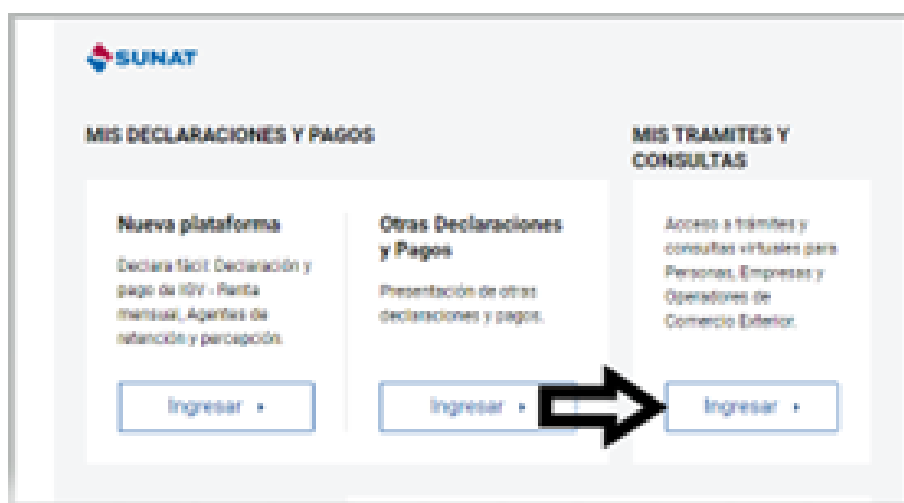 SUNAT
MIS DECLARACIONES Y PAGOS
MIS TRAMITES Y
CONSULTAS
Nueva plataforma
Declara fácil: Declaración y
pago de IGV - Renta
mensual, Agentes de
retención y percepción.
Ingresar
Otras Declaraciones
y Pagos
Presentación de otras
declaraciones y pagos.
Ingresar
Acceso a trámites y
consultas virtuales para
Personas, Empresas y
Operadores de
Comercio Exterior.
Ingresar